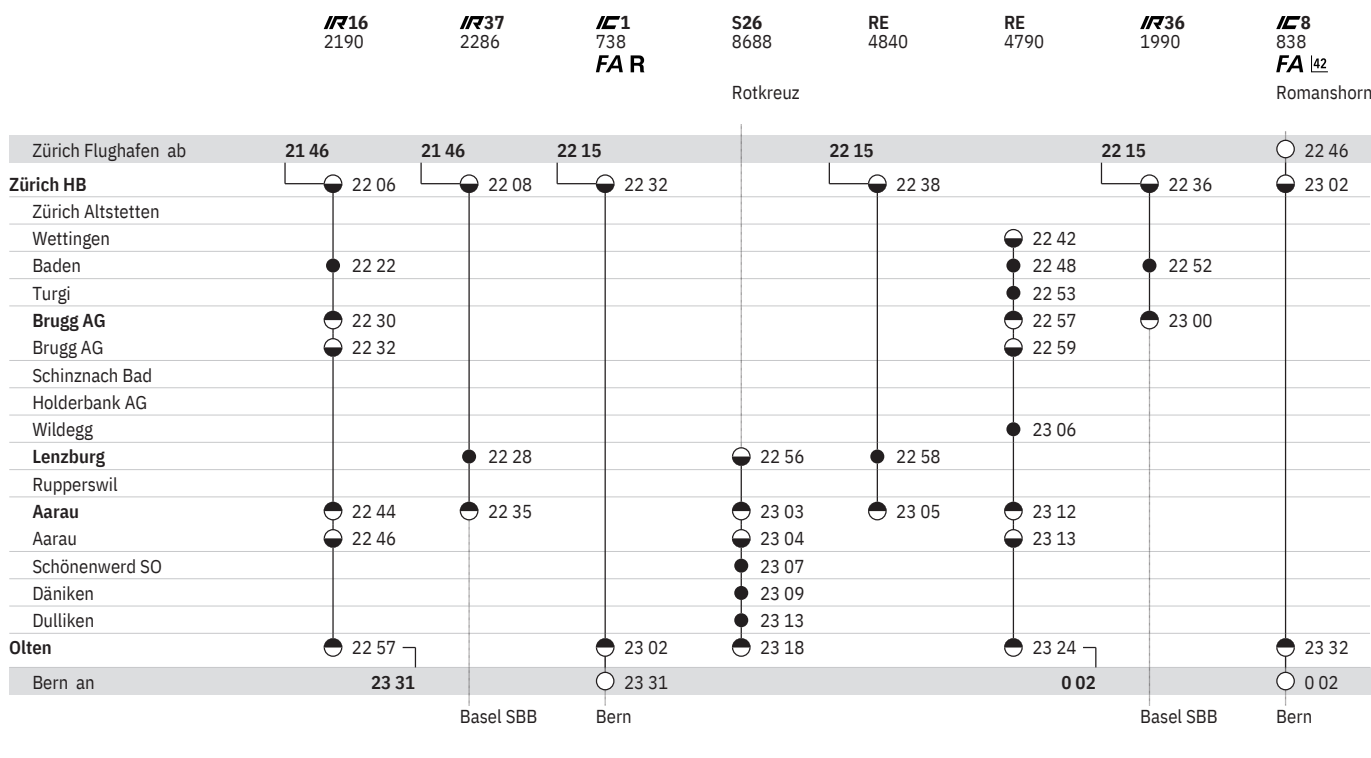 IR16 IR37 IC1 S26 RE RE IR36 IC8
2190 2286 738 8688 4840 4790 1990 838
FA R FA 42
Rotkreuz Romanshorn
Zürich Flughafen ab 21 46 21 46 22 15 22 15 22 15 22 46
Zürich HB 22 06 22 08 22 32 22 38 22 36 23 02
Zürich Altstetten
Wettingen 22 42
Baden 22 22 22 48 22 52
Turgi 22 53
Brugg AG 22 30 22 57 23 00
Brugg AG 22 32 22 59
Schinznach Bad
Holderbank AG
Wildegg 23 06
Lenzburg 22 28 22 56 22 58
Rupperswil
Aarau 22 44 22 35 23 03 23 05 23 12
Aarau 22 46 23 04 23 13
Schönenwerd SO 23 07
Däniken 23 09
Dulliken 23 13
Olten 22 57 23 02 23 18 23 24 23 32
Bern an 23 31 23 31 0 02 0 02
Basel SBB Bern Basel SBB Bern